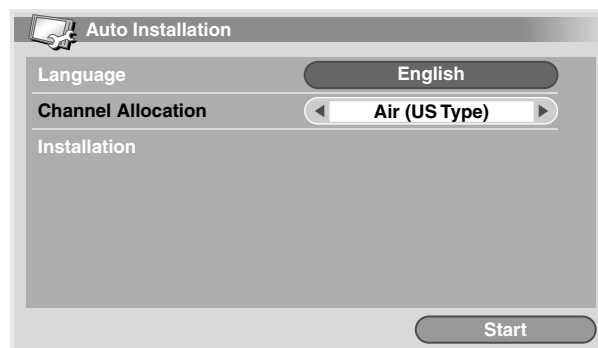 Auto Installation
Language English
Channel Allocation Air (US Type)
Installation
Start